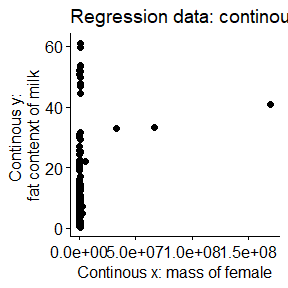 Regression data: continou
Continous y:
fat contenxt of milk
60
40
20
0
0.0e+005.0e+071.0e+081.5e+08
Continous x: mass of female